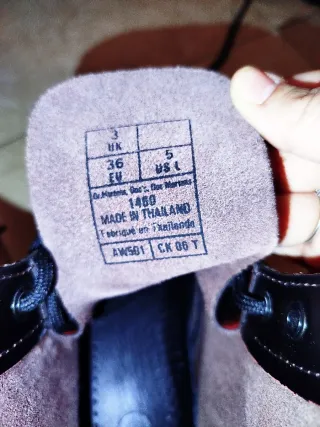 3
UK
36 5
EU US L
Dr.Martens, Doc's, Doc Martens
1460
MADE IN THAILAND
Fabriqué en Thaïlande
AW501 CK 00 T